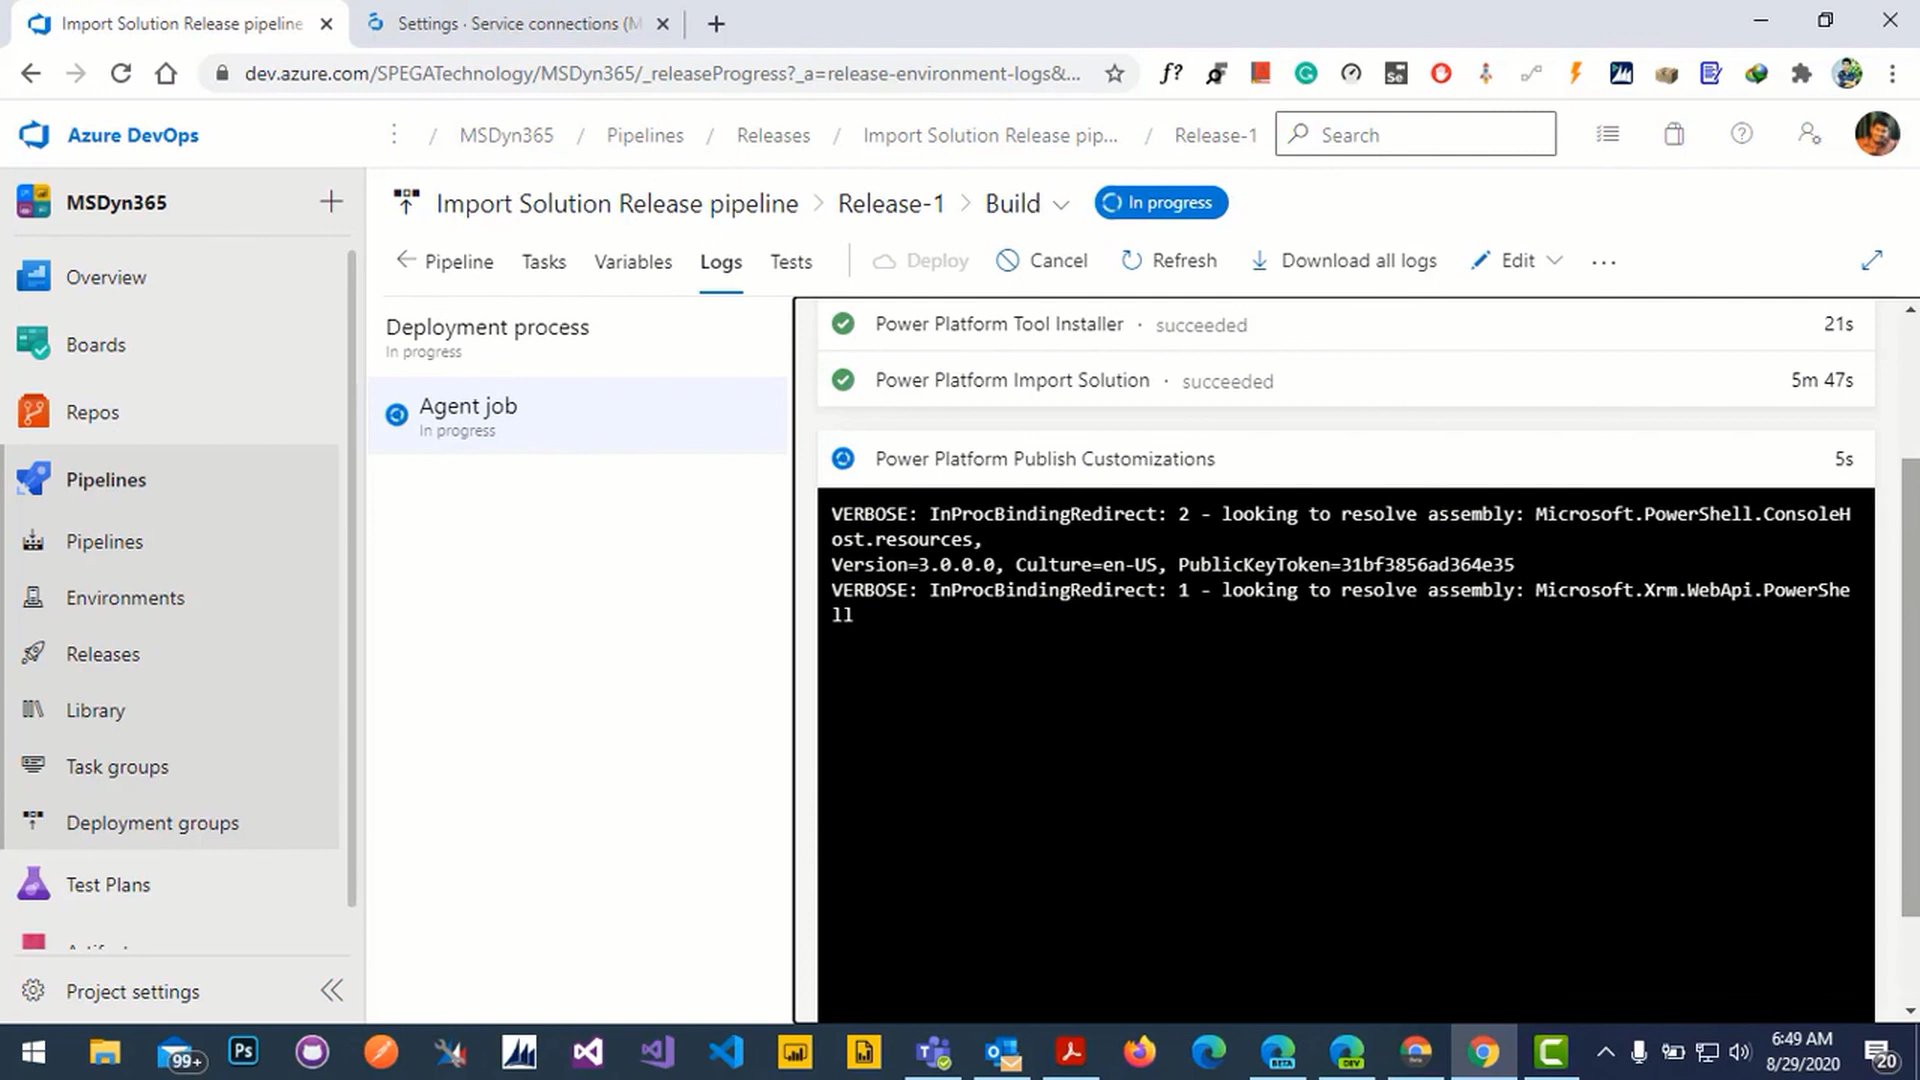 Import Solution Release pipeline
Settings · Service connections (M
dev.azure.com/SPEGATechnology/MSDyn365/_releaseProgress?_a=release-environment-logs&...
f?
Se
Azure DevOps
/ MSDyn365 / Pipelines / Releases / Import Solution Release pip... / Release-1
Search
MSDyn365
Import Solution Release pipeline > Release-1 > Build
In progress
Pipeline
Tasks
Variables
Logs
Tests
Deploy
Cancel
Refresh
Download all logs
Edit
...
Overview
Boards
Repos
Pipelines
Pipelines
Environments
Releases
Library
Task groups
Deployment groups
Test Plans
Project settings
Deployment process
In progress
Agent job
In progress
Power Platform Tool Installer · succeeded 21s
Power Platform Import Solution · succeeded 5m 47s
Power Platform Publish Customizations 5s
VERBOSE: InProcBindingRedirect: 2 - looking to resolve assembly: Microsoft.PowerShell.ConsoleH
ost.resources,
Version=3.0.0.0, Culture=en-US, PublicKeyToken=31bf3856ad364e35
VERBOSE: InProcBindingRedirect: 1 - looking to resolve assembly: Microsoft.Xrm.WebApi.PowerShe
ll
99+
Ps
BETA
DEV
6:49 AM
8/29/2020
20